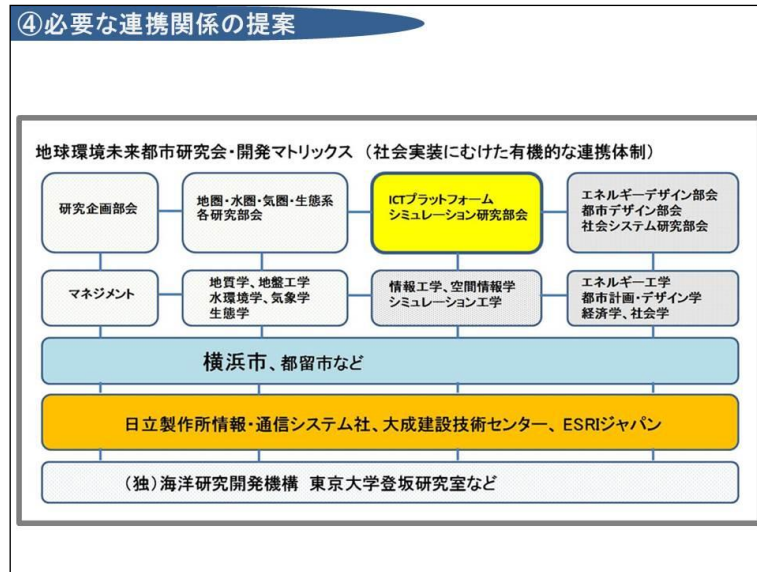 ④必要な連携関係の提案
地球環境未来都市研究会・開発マトリックス （社会実装にむけた有機的な連携体制）
研究企画部会
地圏・水圏・気圏・生態系
各研究部会
ICTプラットフォーム
シミュレーション研究部会
エネルギーデザイン部会
都市デザイン部会
社会システム研究部会
マネジメント
地質学、地盤工学
水環境学、気象学
生態学
情報工学、空間情報学
シミュレーション工学
エネルギー工学
都市計画・デザイン学
経済学、社会学
横浜市、都留市など
日立製作所情報・通信システム社、大成建設技術センター、ESRIジャパン
（独）海洋研究開発機構 東京大学登坂研究室など